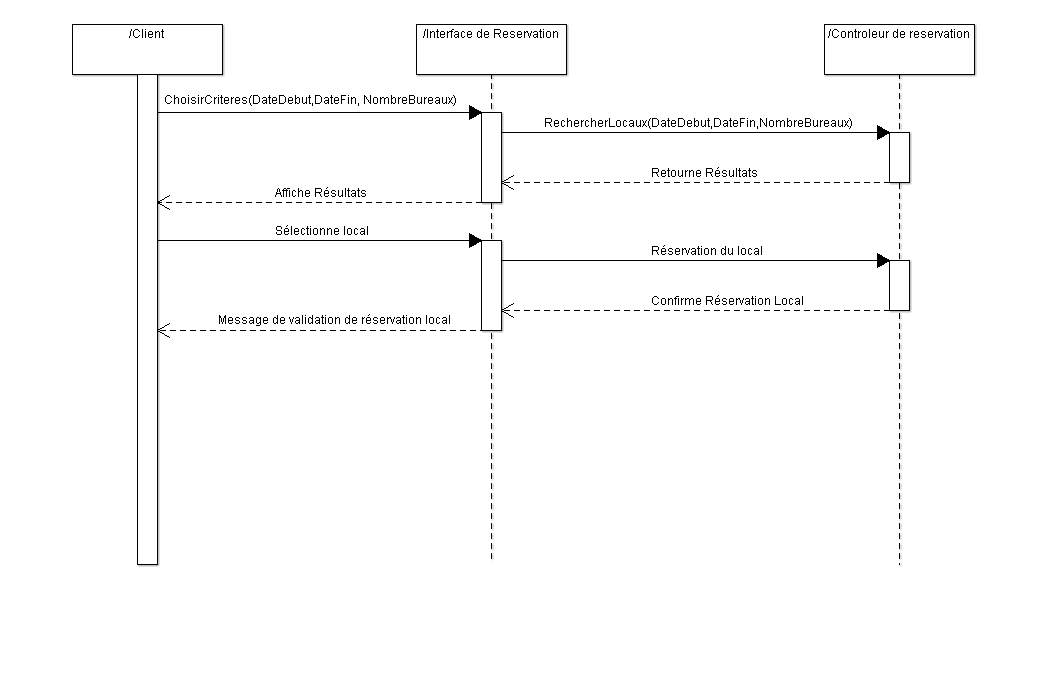 /Client
/Interface de Reservation
/Controleur de reservation
ChoisirCriteres(DateDebut,DateFin, NombreBureaux)
RechercherLocaux(DateDebut,DateFin,NombreBureaux)
Retourne Résultats
Affiche Résultats
Sélectionne local
Réservation du local
Confirme Réservation Local
Message de validation de réservation local